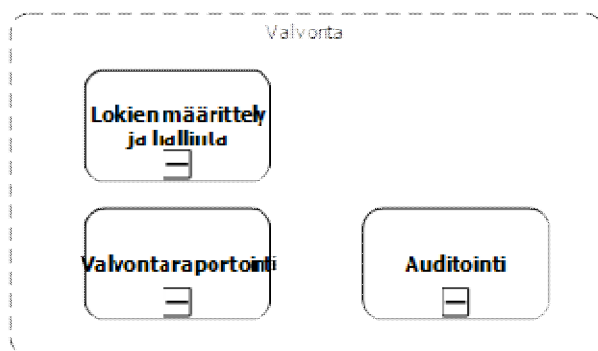 Valvonta
Lokien määrittely
ja hallinta
Valvontaraportointi
Auditointi